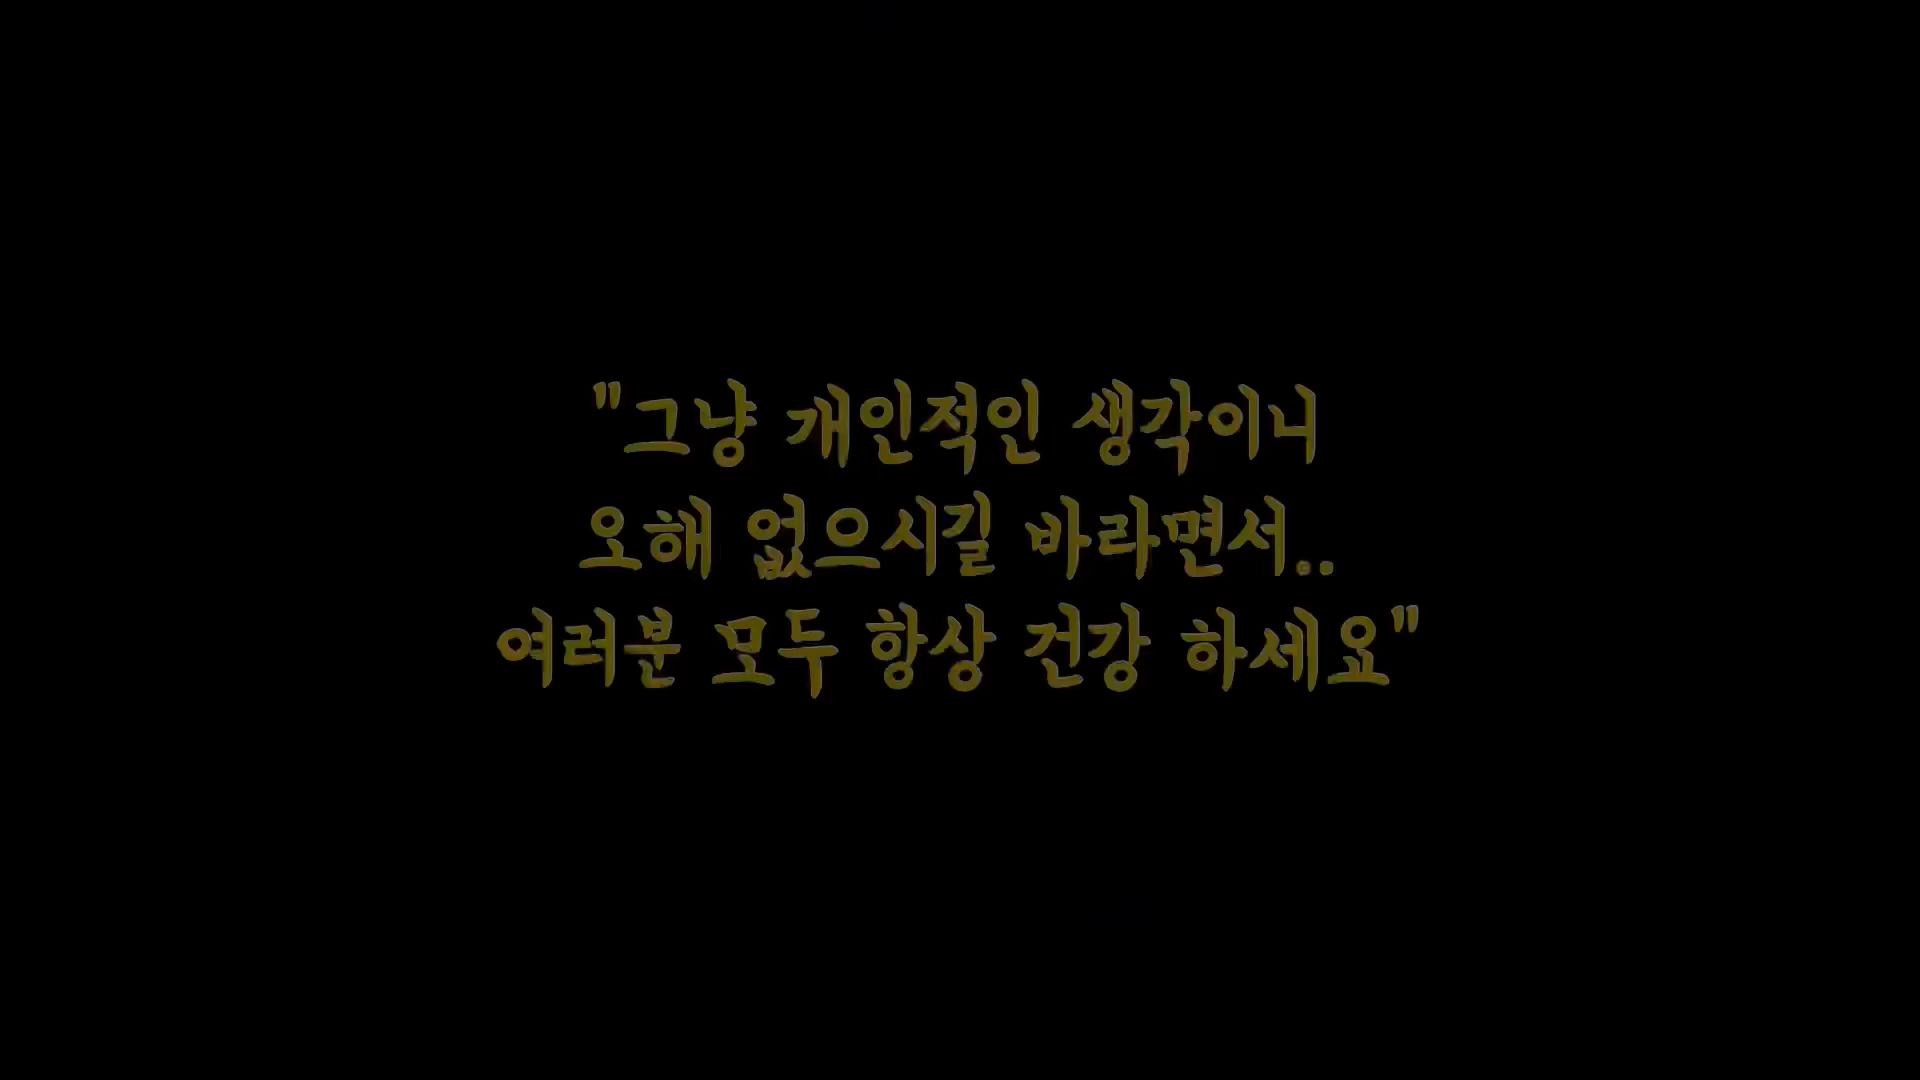 "그냥 개인적인 생각이니
오해 없으시길 바라면서..
여러분 모두 항상 건강 하세요"